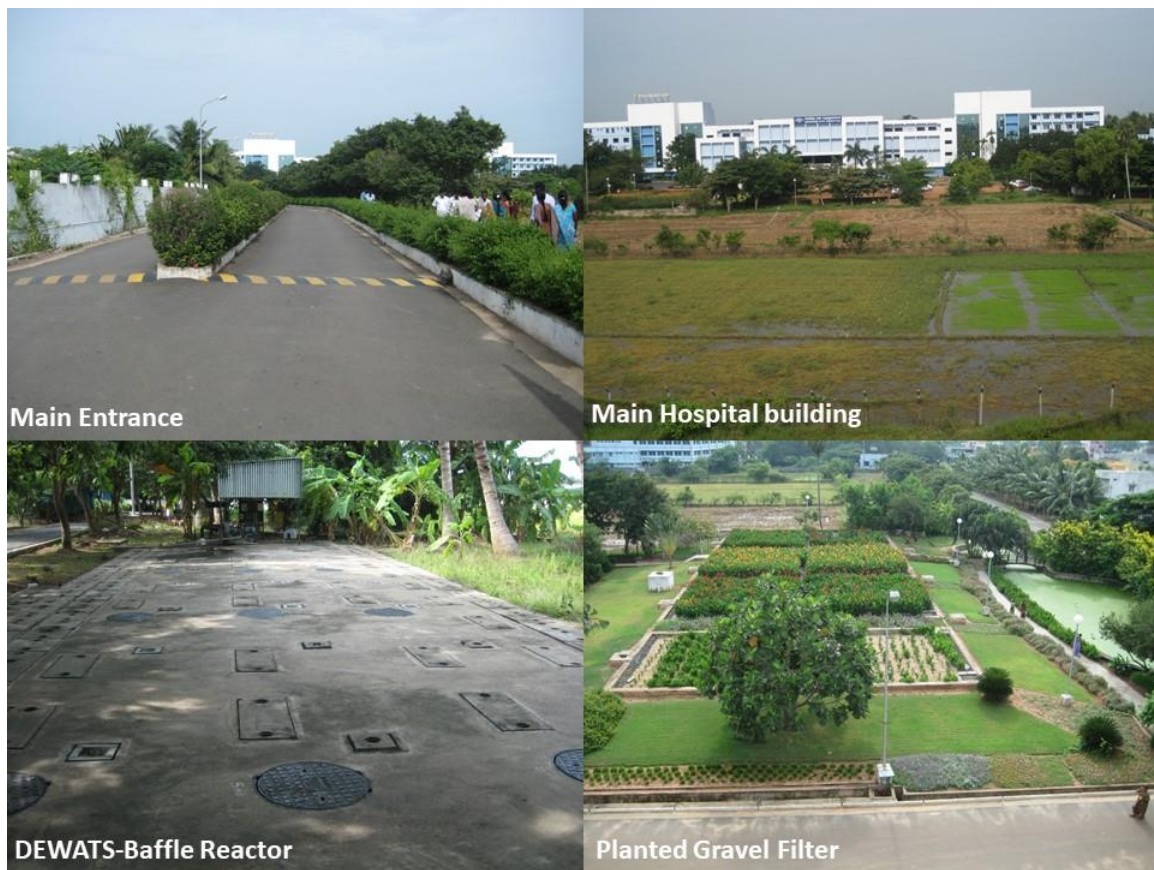 Main Entrance
Main Hospital building
DEWATS-Baffle Reactor
Planted Gravel Filter